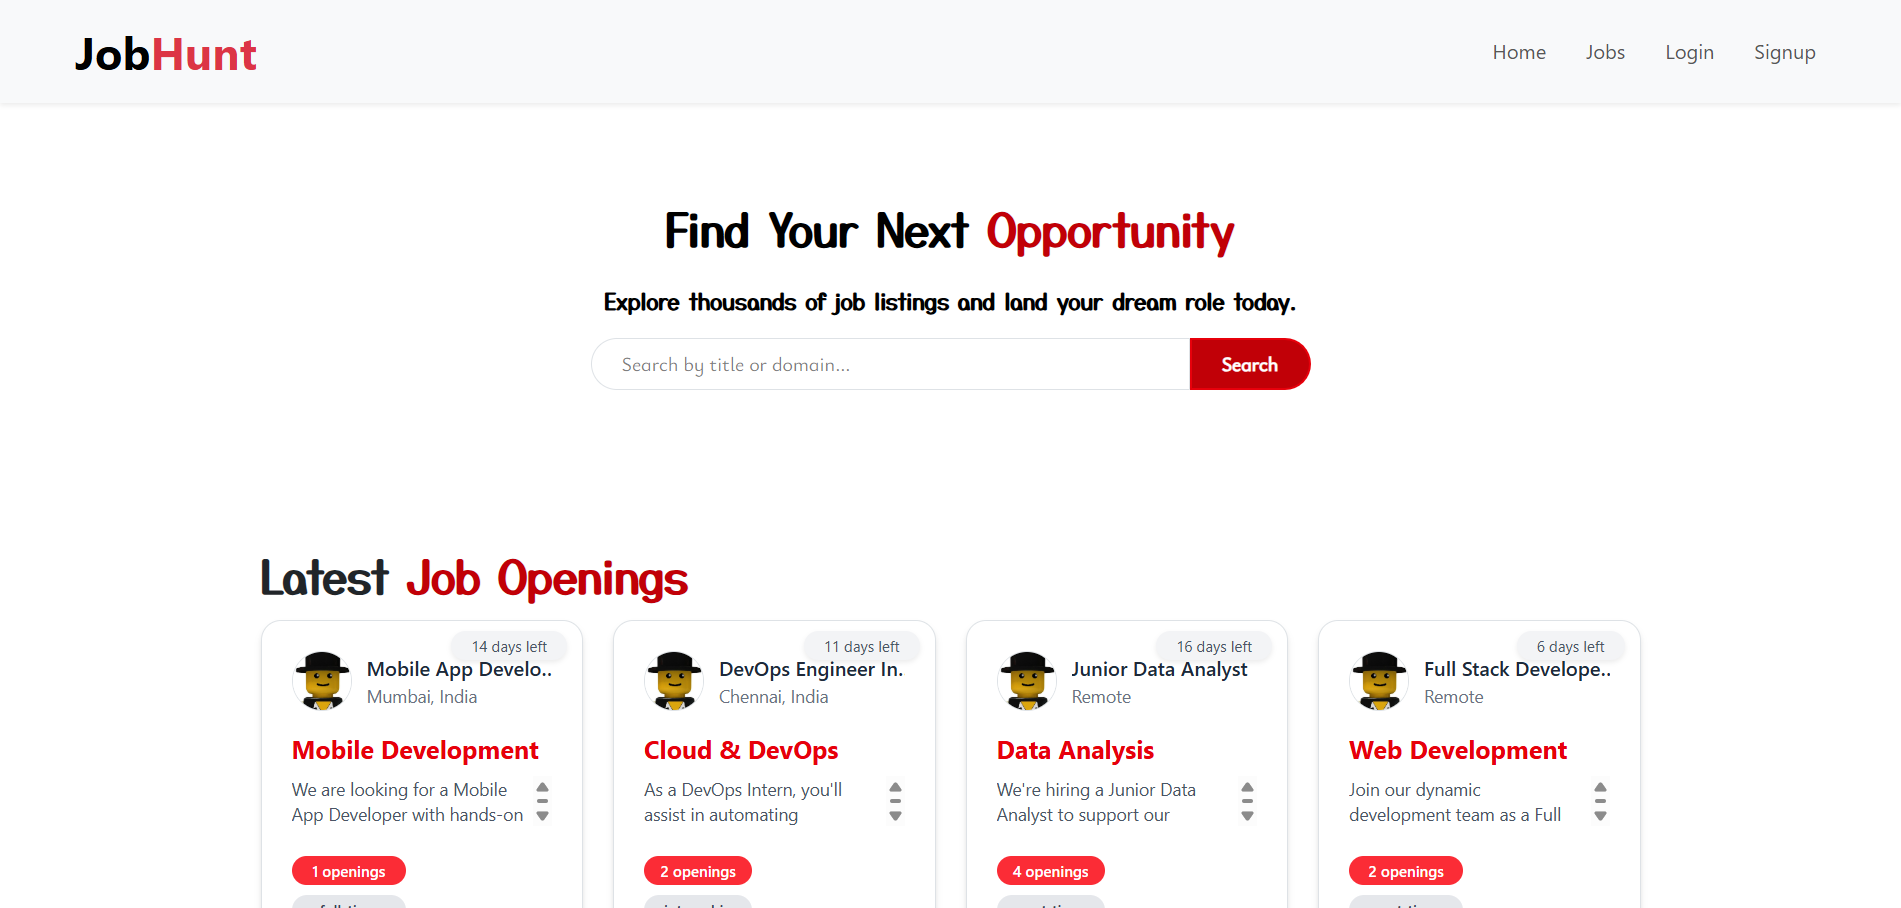 JobHunt
Home Jobs Login Signup
Find Your Next Opportunity
Explore thousands of job listings and land your dream role today.
Search by title or domain...
Search
Latest Job Openings
14 days left
Mobile App Develo..
Mumbai, India
Mobile Development
We are looking for a Mobile
App Developer with hands-on
1 openings
11 days left
DevOps Engineer In.
Chennai, India
Cloud & DevOps
As a DevOps Intern, you'll
assist in automating
2 openings
16 days left
Junior Data Analyst
Remote
Data Analysis
We're hiring a Junior Data
Analyst to support our
4 openings
6 days left
Full Stack Develope..
Remote
Web Development
Join our dynamic
development team as a Full
2 openings